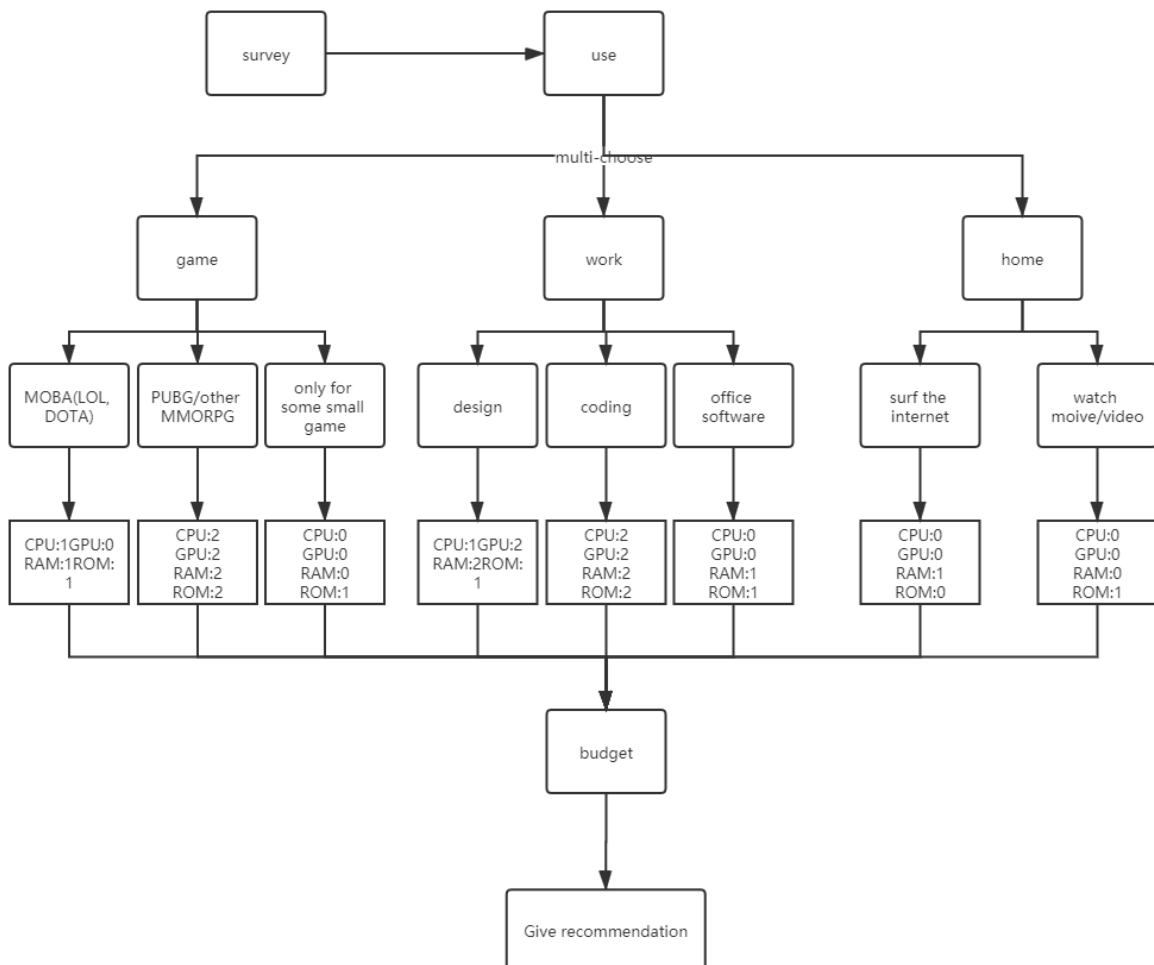 survey
use
multi-choose
game
work
home
MOBA(LOL,
DOTA)
PUBG/other
MMORPG
only for
some small
game
design
coding
office
software
surf the
internet
watch
moive/video
CPU:1GPU:0
RAM:1ROM:
1
CPU:2
GPU:2
RAM:2
ROM:2
CPU:0
GPU:0
RAM:0
ROM:1
CPU:1GPU:2
RAM:2ROM:
1
CPU:2
GPU:2
RAM:2
ROM:2
CPU:0
GPU:0
RAM:1
ROM:1
CPU:0
GPU:0
RAM:1
ROM:0
CPU:0
GPU:0
RAM:0
ROM:1
budget
Give recommendation